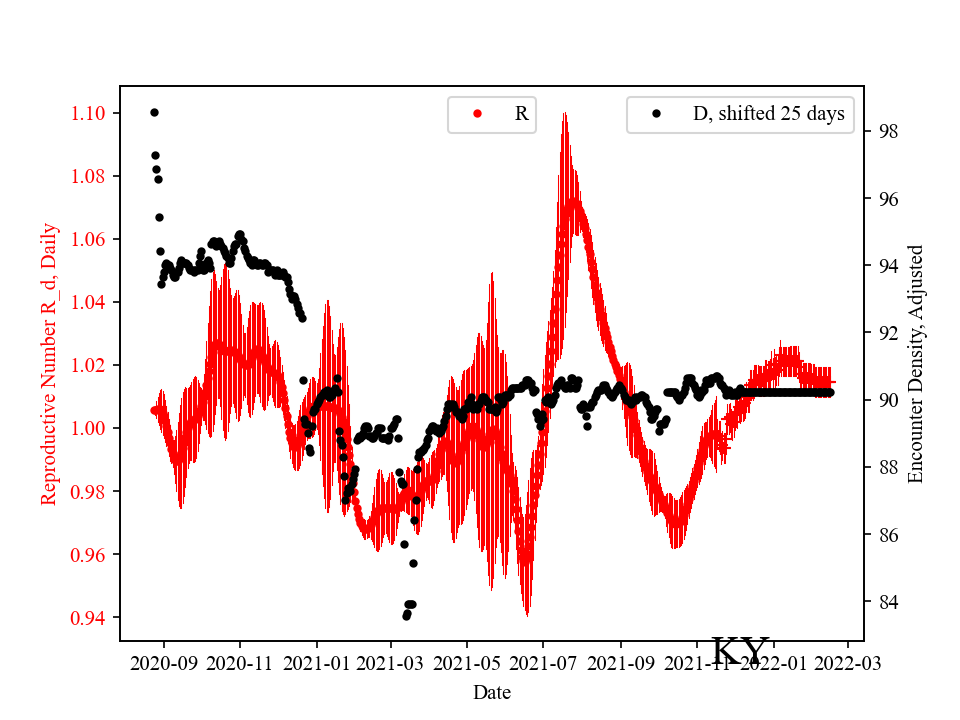 R
D, shifted 25 days
1.10
1.08
1.06
1.04
1.02
1.00
0.98
0.96
0.94
Reproductive Number R_d, Daily
98
96
94
92
90
88
86
84
Encounter Density, Adjusted
2020-09 2020-11 2021-01 2021-03 2021-05 2021-07 2021-09 2021-11 2022-01 2022-03
KY
Date